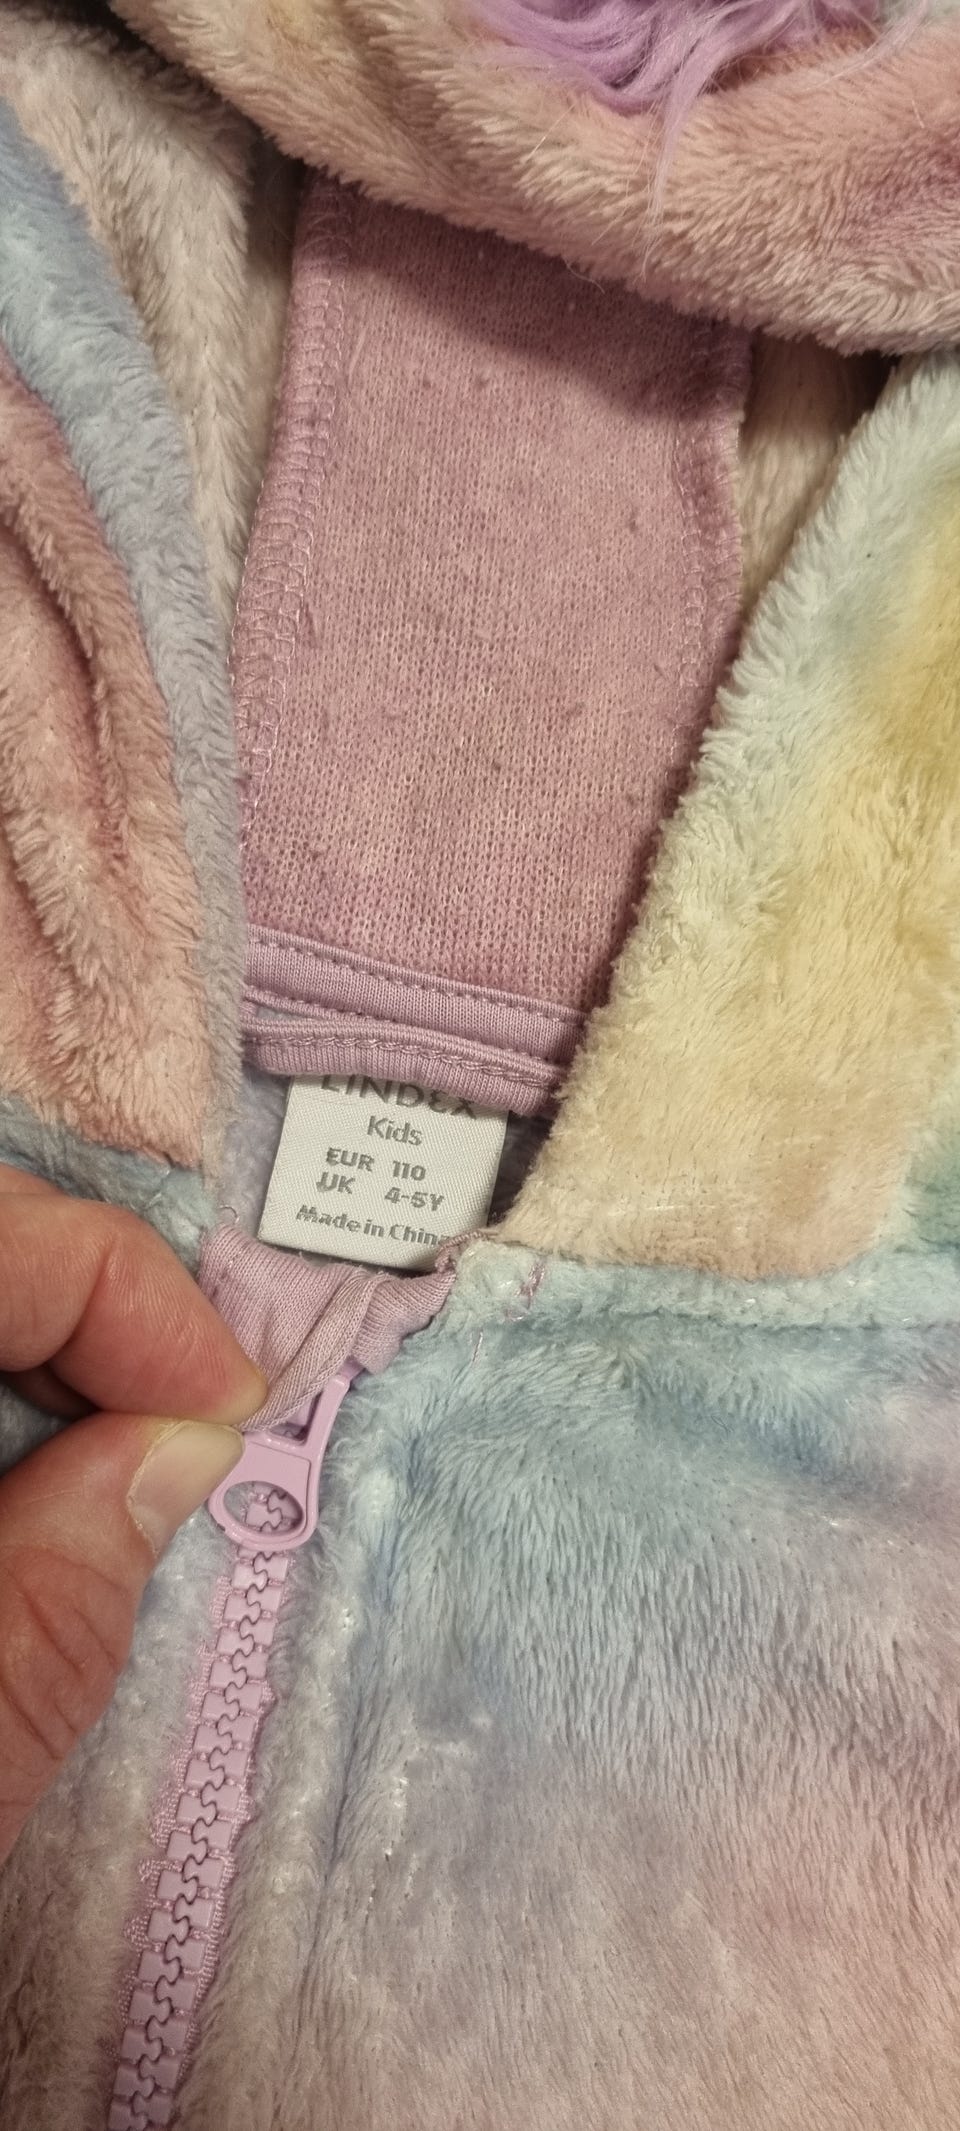 LINDEX
Kids
EUR 110
UK 4-5Y
Made in China